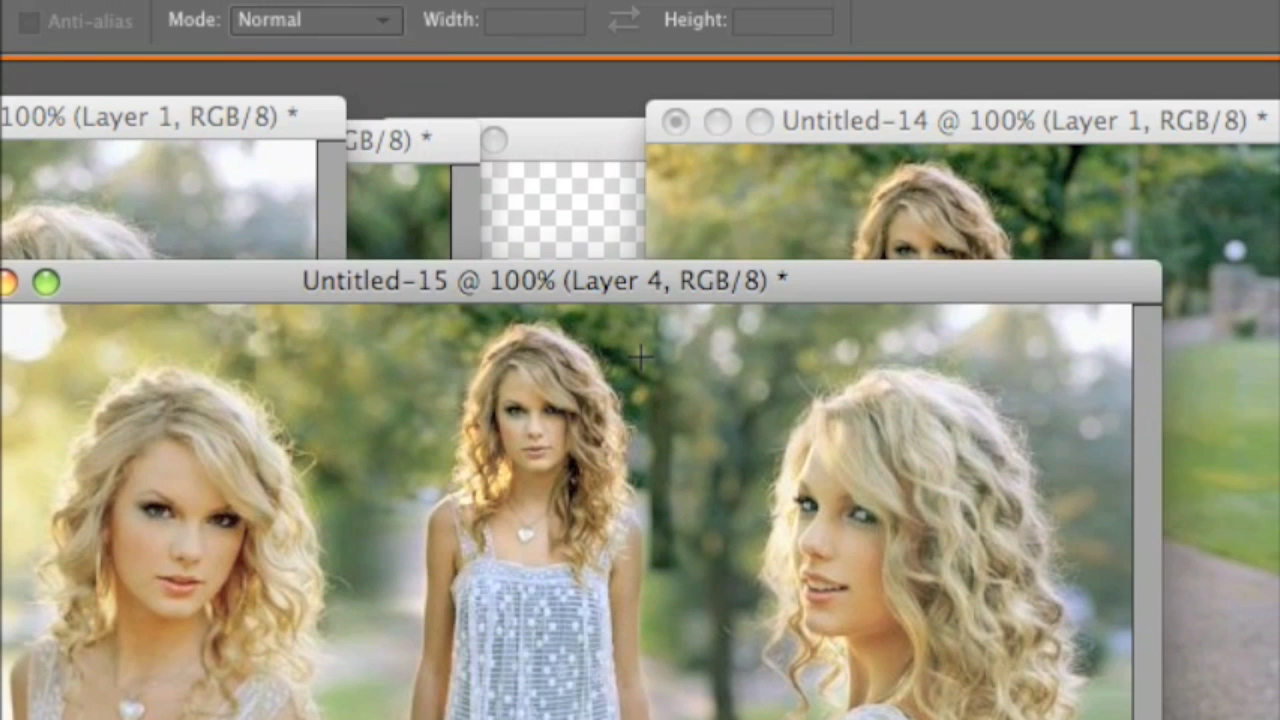 Anti-alias Mode: Normal Width: Height:
100% (Layer 1, RGB/8) *
GB/8) *
Untitled-14 @ 100% (Layer 1, RGB/8) *
Untitled-15 @ 100% (Layer 4, RGB/8) *